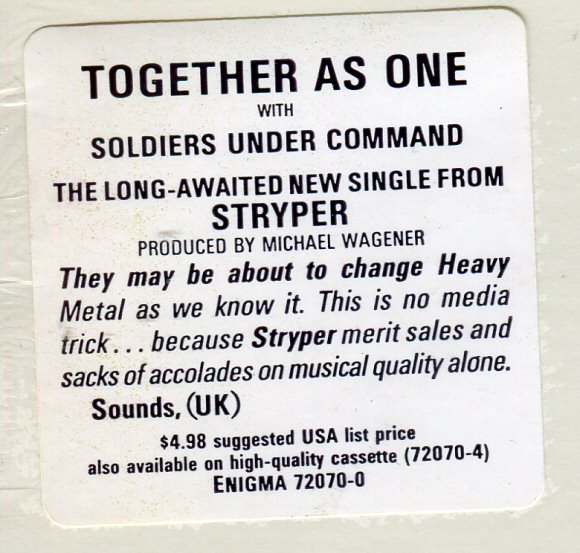 TOGETHER AS ONE
WITH
SOLDIERS UNDER COMMAND
THE LONG-AWAITED NEW SINGLE FROM
STRYPER
PRODUCED BY MICHAEL WAGENER
They may be about to change Heavy
Metal as we know it. This is no media
trick... because Stryper merit sales and
sacks of accolades on musical quality alone.
Sounds, (UK)
$4.98 suggested USA list price
also available on high-quality cassette (72070-4)
ENIGMA 72070-0